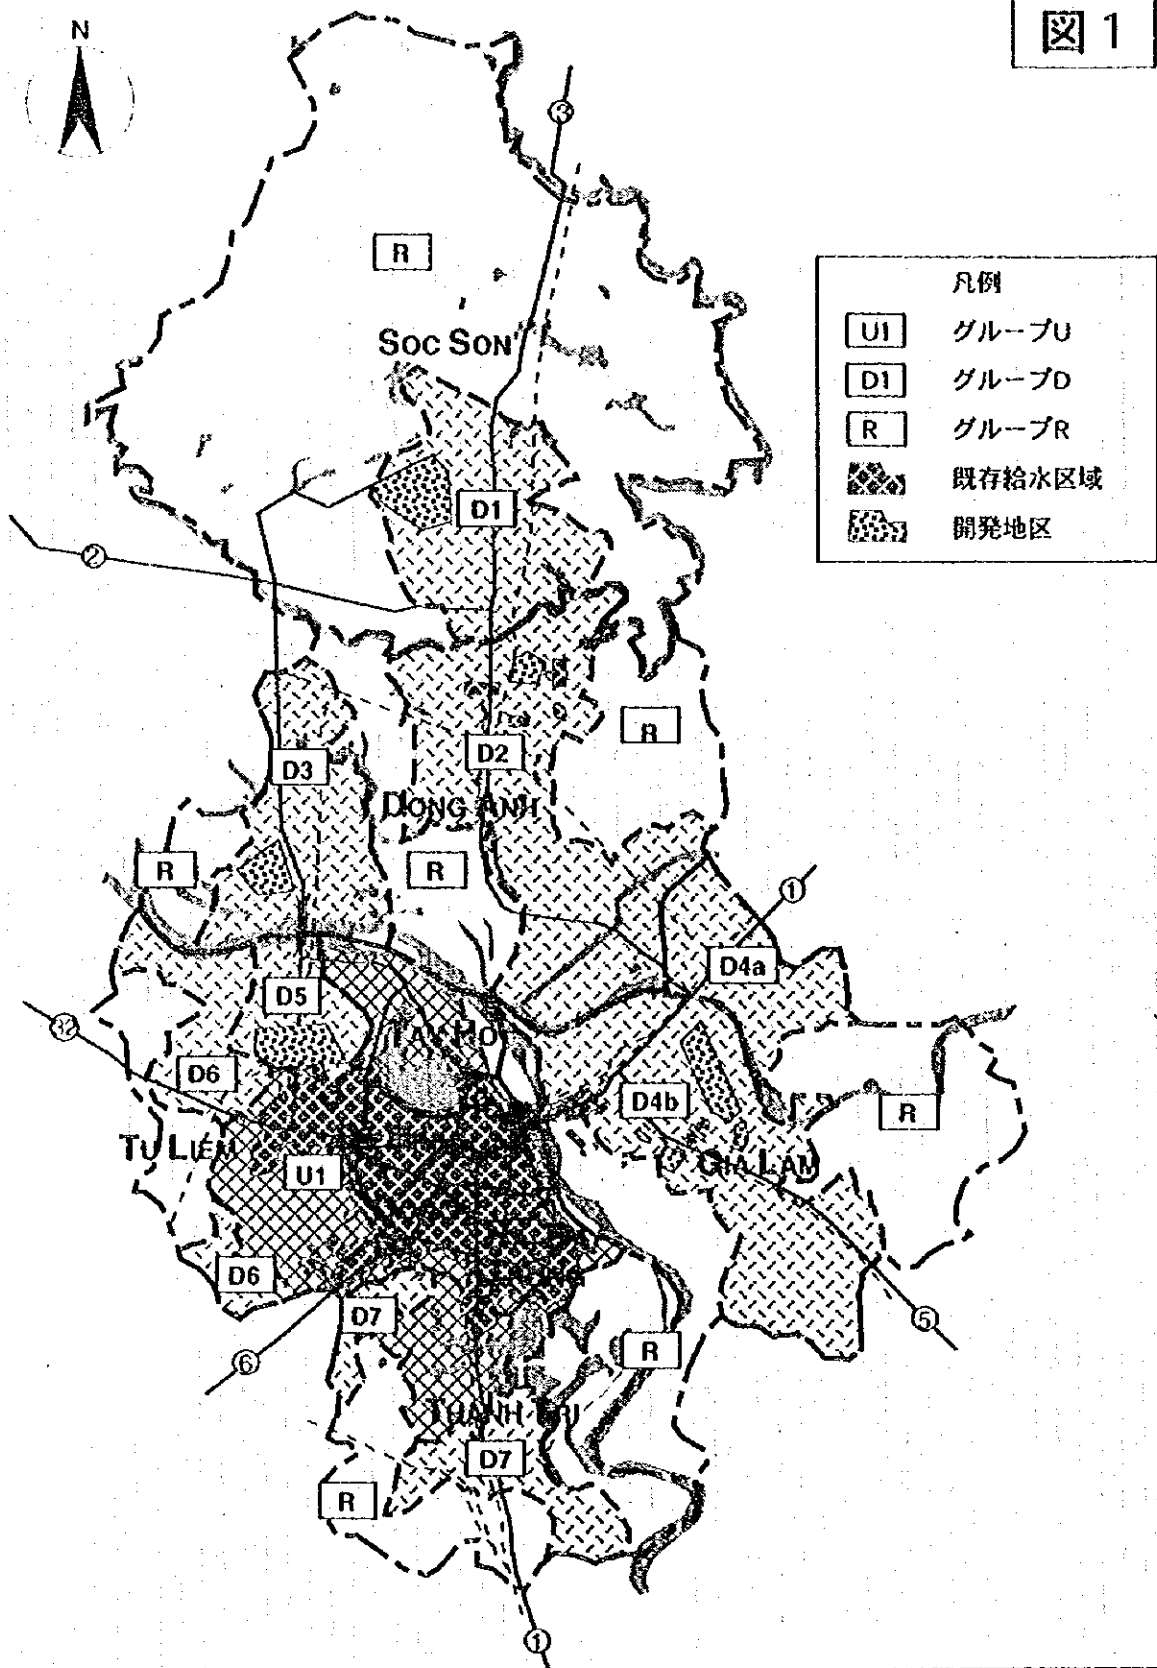 図1
N
③
R
凡例
U1 グループU
D1 グループD
R グループR
既存給水区域
開発地区
SOC SON
D1
②
R
D2
D3
DONG ANH
R
R
①
D4a
D5
TAY HO
32
D6
D4b
R
TU LIEM
GIA LAM
U1
D6
D7
⑤
R
⑥
THANH TRI
D7
R
①